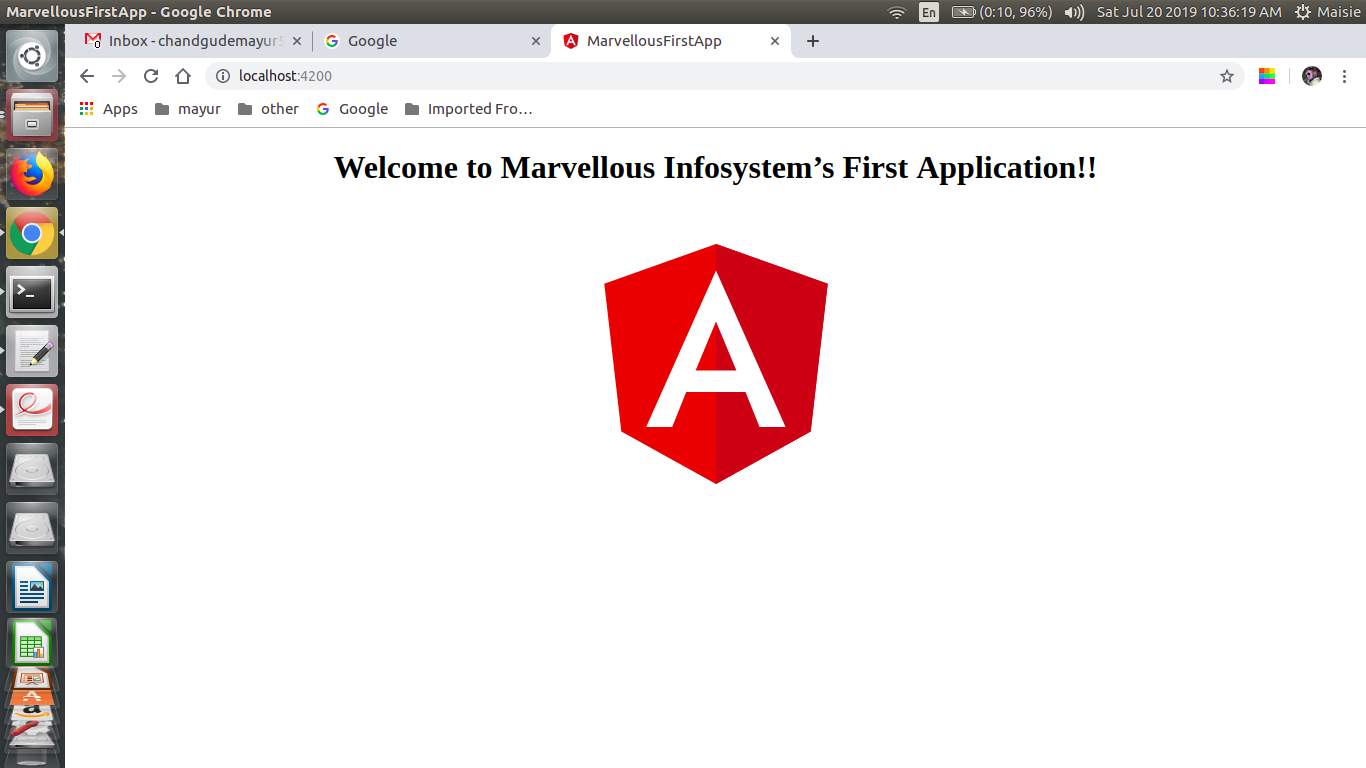 MarvellousFirstApp - Google Chrome
En
(0:10, 96%)
Sat Jul 20 2019 10:36:19 AM
Maisie
Inbox - chandgudemayur
Google
MarvellousFirstApp
localhost:4200
Apps
mayur
other
Google
Imported Fro…
Welcome to Marvellous Infosystem’s First Application!!
A